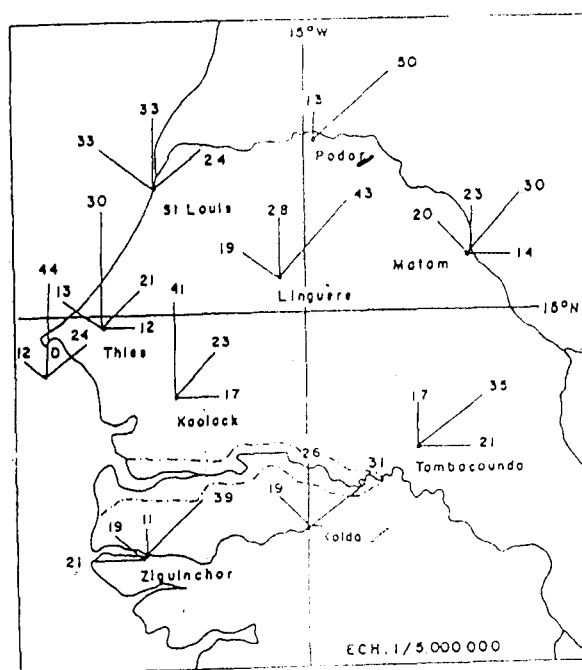 15°W
50
13
33
33
24
Podor
St Louis
30
43
28
23
30
20
19
14
Matam
Linguère
44
13
21
41
15°N
12
Thies
12
24
D
23
17
Kaolack
17
35
21
Tambacounda
26
31
39
19
19
11
Kolda
21
Ziguinchor
ECH. 1/5.000 000